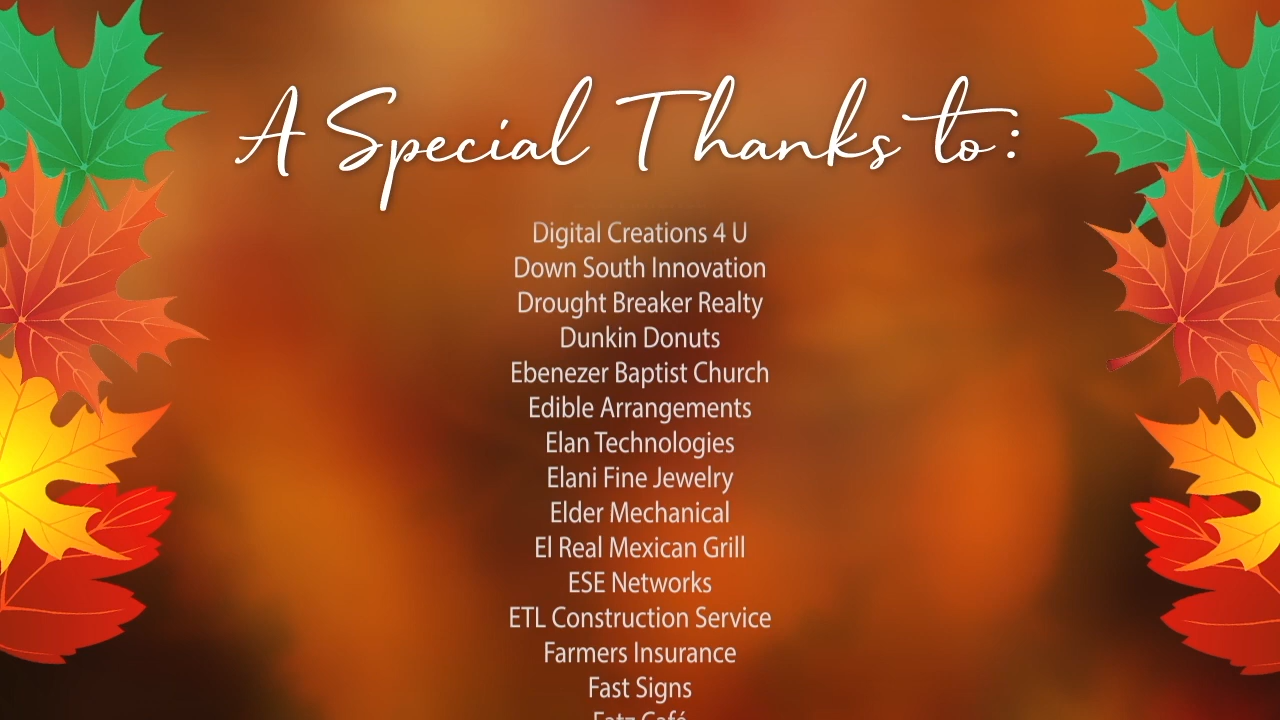 A Special Thanks to:
Digital Creations 4 U
Down South Innovation
Drought Breaker Realty
Dunkin Donuts
Ebenezer Baptist Church
Edible Arrangements
Elan Technologies
Elani Fine Jewelry
Elder Mechanical
El Real Mexican Grill
ESE Networks
ETL Construction Service
Farmers Insurance
Fast Signs
Fatz Café